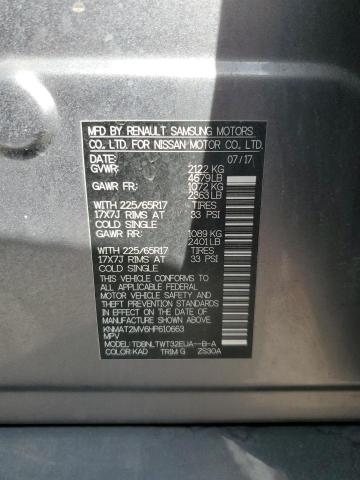 MFD BY RENAULT SAMSUNG MOTORS
CO., LTD. FOR NISSAN MOTOR CO., LTD.
DATE: 07/17
GVWR: 2122 KG
4679LB
GAWR FR: 1072 KG
2363LB
WITH 225/65R17 TIRES
17X7J RIMS AT 33 PSI
COLD SINGLE
GAWR RR: 1089 KG
2401LB
WITH 225/65R17 TIRES
17X7J RIMS AT 33 PSI
COLD SINGLE
THIS VEHICLE CONFORMS TO ALL
APPLICABLE FEDERAL MOTOR VEHICLE
SAFETY, BUMPER, AND THEFT
PREVENTION STANDARDS IN EFFECT
ON THE DATE OF
MANUFACTURE SHOWN ABOVE.
KNMAT2MV6HP610663
MPV
MODEL: TDBNLTWT32EUA--B-A
COLOR:KAD TRIM:G ZS30A